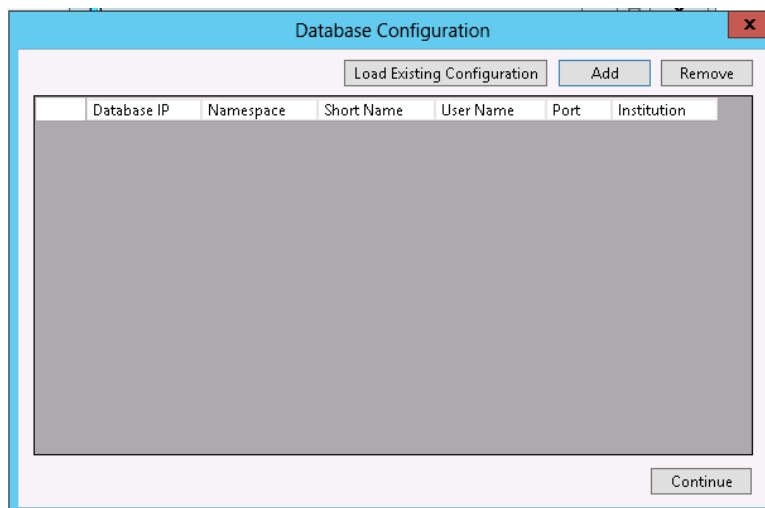 Database Configuration
x
Load Existing Configuration Add Remove
Database IP Namespace Short Name User Name Port Institution
Continue